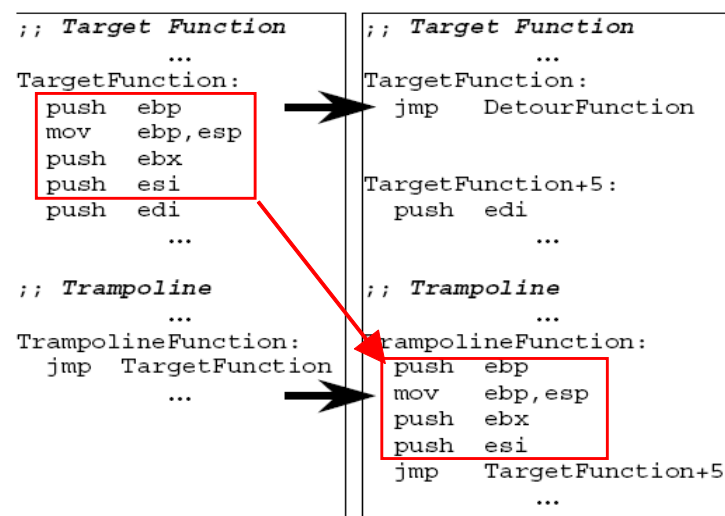 ;; Target Function
...
TargetFunction:
push ebp
mov ebp,esp
push ebx
push esi
push edi
...
;; Trampoline
...
TrampolineFunction:
jmp TargetFunction
...
;; Target Function
...
TargetFunction:
jmp DetourFunction
TargetFunction+5:
push edi
...
;; Trampoline
...
TrampolineFunction:
push ebp
mov ebp,esp
push ebx
push esi
jmp TargetFunction+5
...